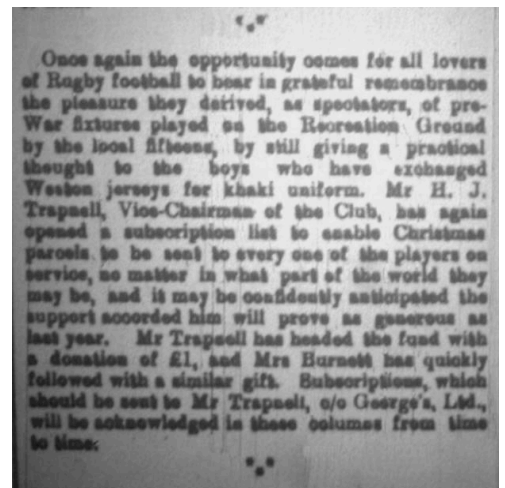 Once again the opportunity comes for all lovers
of Rugby football to bear in grateful remembrance
the pleasure they derived, as spectators, of pre-
War fixtures played on the Recreation Ground
by the local fifteens, by still giving a practical
thought to the boys who have exchanged
Weston jerseys for khaki uniform. Mr H. J.
Trapnell, Vice-Chairman of the Club, has again
opened a subscription list to enable Christmas
parcels to be sent to every one of the players on
service, no matter in what part of the world they
may be, and it may be confidently anticipated the
support accorded him will prove as generous as
last year. Mr Trapnell has headed the fund with
a donation of £1, and Mrs Burnett has quickly
followed with a similar gift. Subscriptions, which
should be sent to Mr Trapnell, c/o George's, Ltd.,
will be acknowledged in these columns from time
to time.